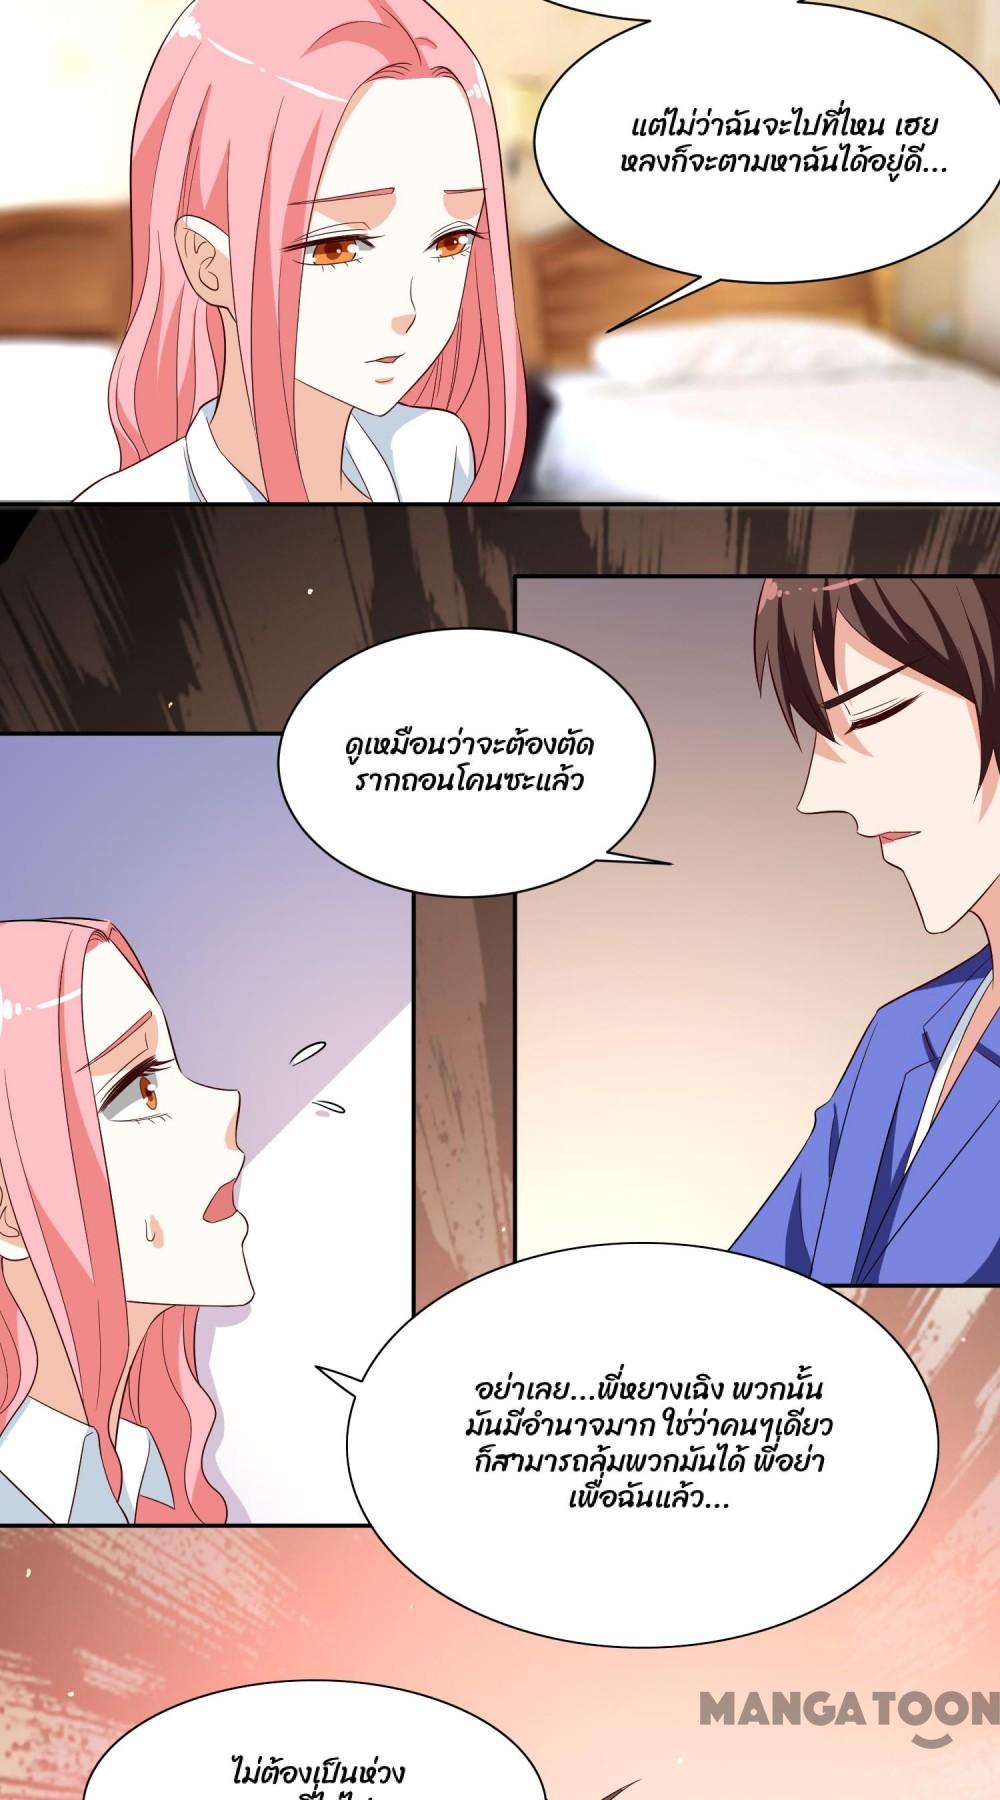 แต่ไม่ว่าฉันจะไปที่ไหน เฮย
หลงก็จะตามหาฉันได้อยู่ดี...
ดูเหมือนว่าจะต้องตัด
รากถอนโคนซะแล้ว
อย่าเลย...พี่หยางเฉิง พวกนั้น
มันมีอำนาจมาก ใช่ว่าคนๆเดียว
ก็สามารถล้มพวกมันได้ พี่อย่า
เพื่อฉันแล้ว...
MANGATOON
ไม่ต้องเป็นห่วง